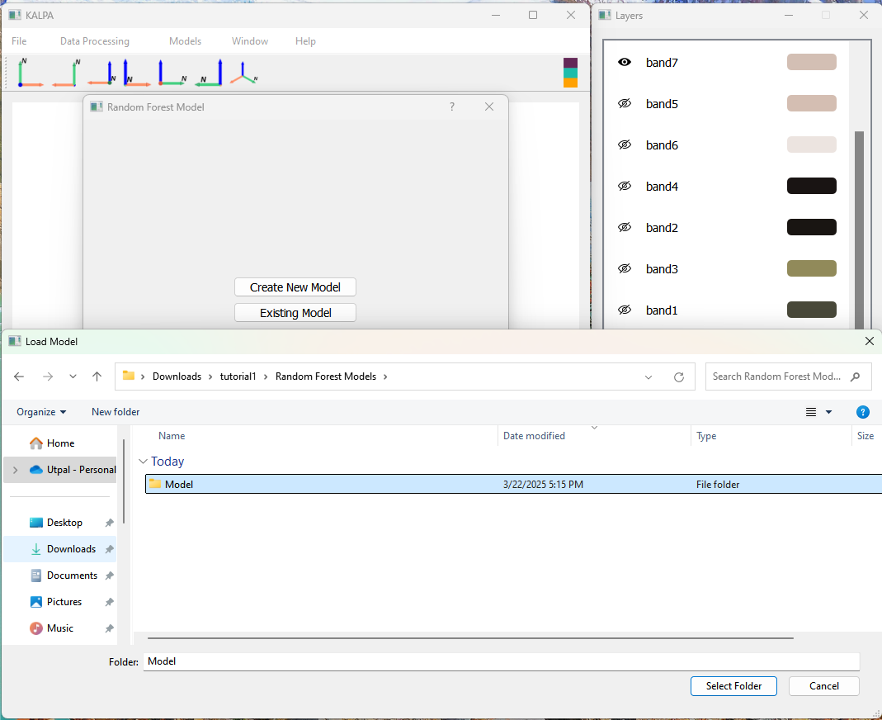 KALPA
File Data Processing Models Window Help
N N N N N N N
Random Forest Model ?
Create New Model
Existing Model
Layers
band7
band5
band6
band4
band2
band3
band1
Load Model
Downloads tutorial1 Random Forest Models
Search Random Forest Mod...
Organize New folder ?
Home
Utpal - Personal
Desktop
Downloads
Documents
Pictures
Music
Name Date modified Type Size
Today
Model 3/22/2025 5:15 PM File folder
Folder: Model
Select Folder Cancel